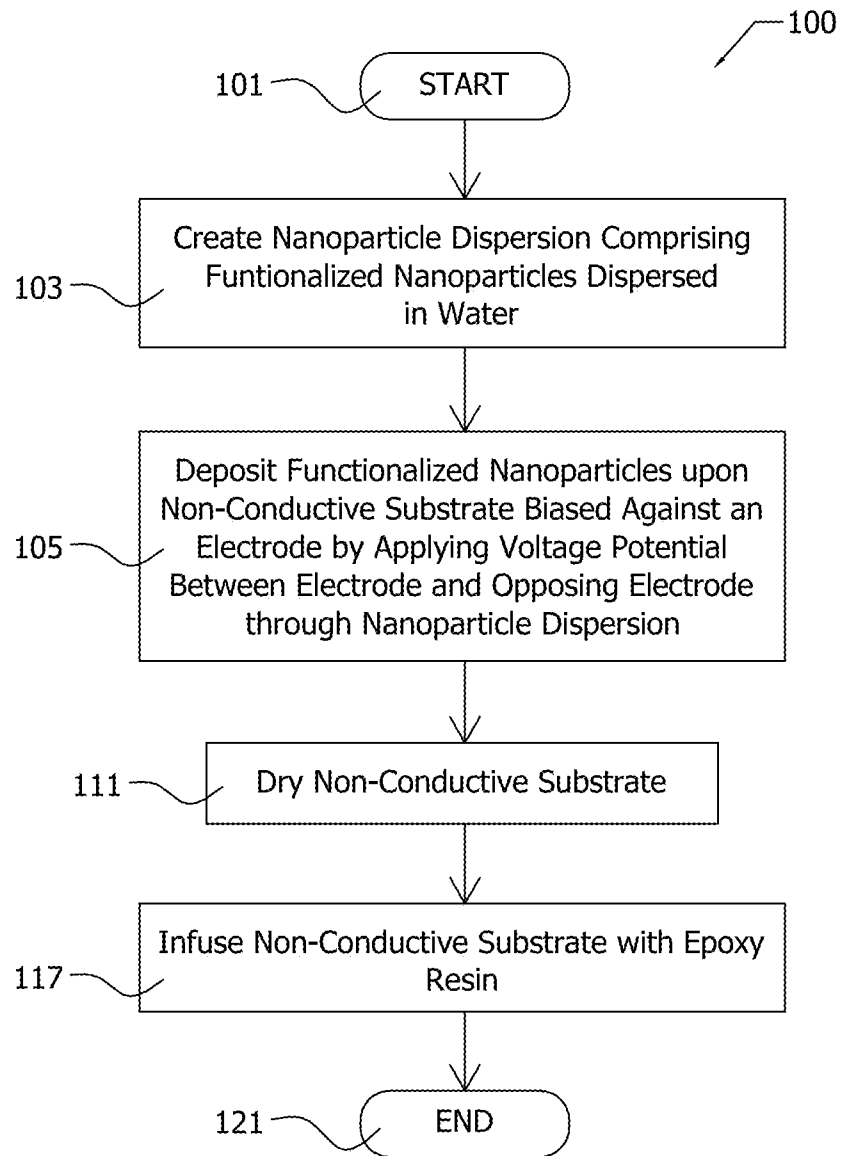 100
101
START
103
Create Nanoparticle Dispersion Comprising
Funtionalized Nanoparticles Dispersed
in Water
105
Deposit Functionalized Nanoparticles upon
Non-Conductive Substrate Biased Against an
Electrode by Applying Voltage Potential
Between Electrode and Opposing Electrode
through Nanoparticle Dispersion
111
Dry Non-Conductive Substrate
117
Infuse Non-Conductive Substrate with Epoxy
Resin
121
END